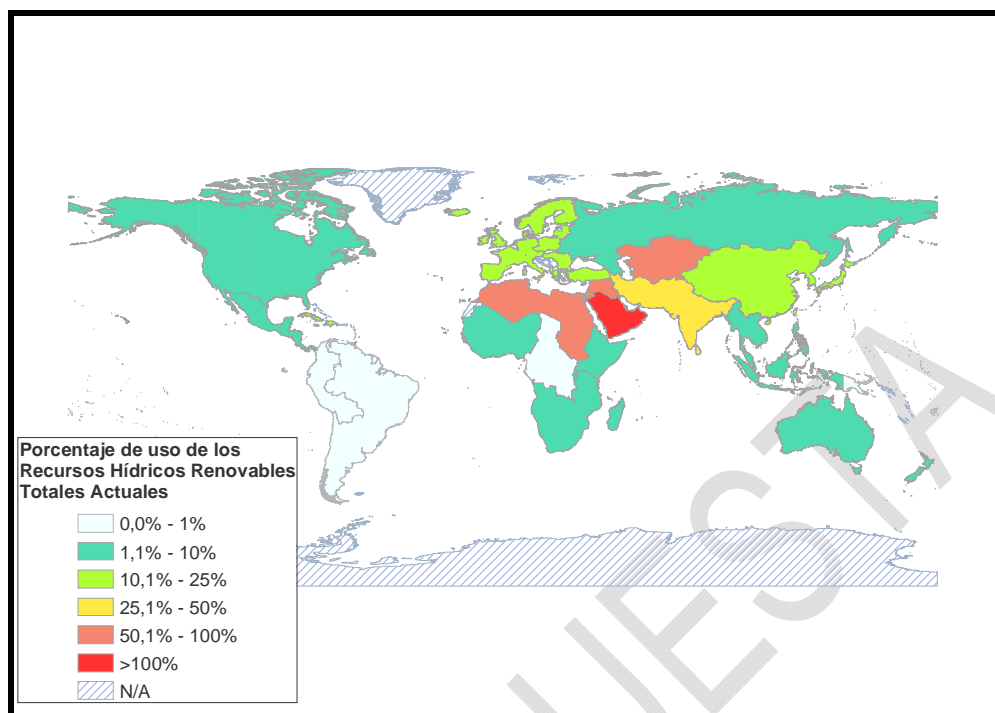 Porcentaje de uso de los
Recursos Hídricos Renovables
Totales Actuales
0,0% - 1%
1,1% - 10%
10,1% - 25%
25,1% - 50%
50,1% - 100%
>100%
N/A